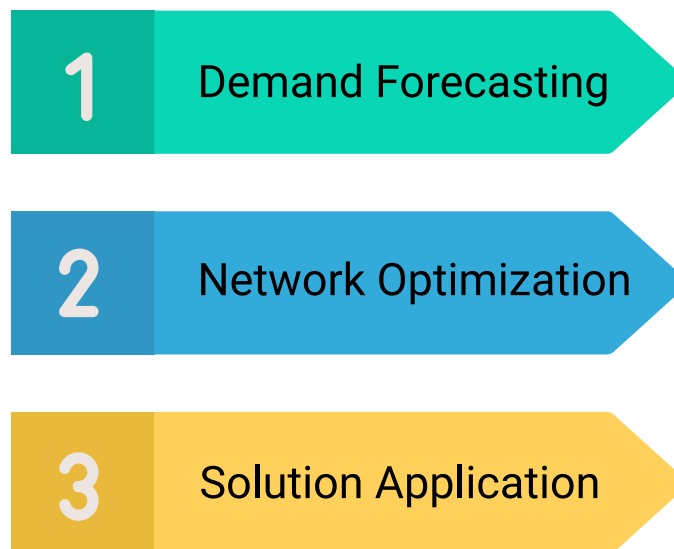 1 Demand Forecasting
2 Network Optimization
3 Solution Application